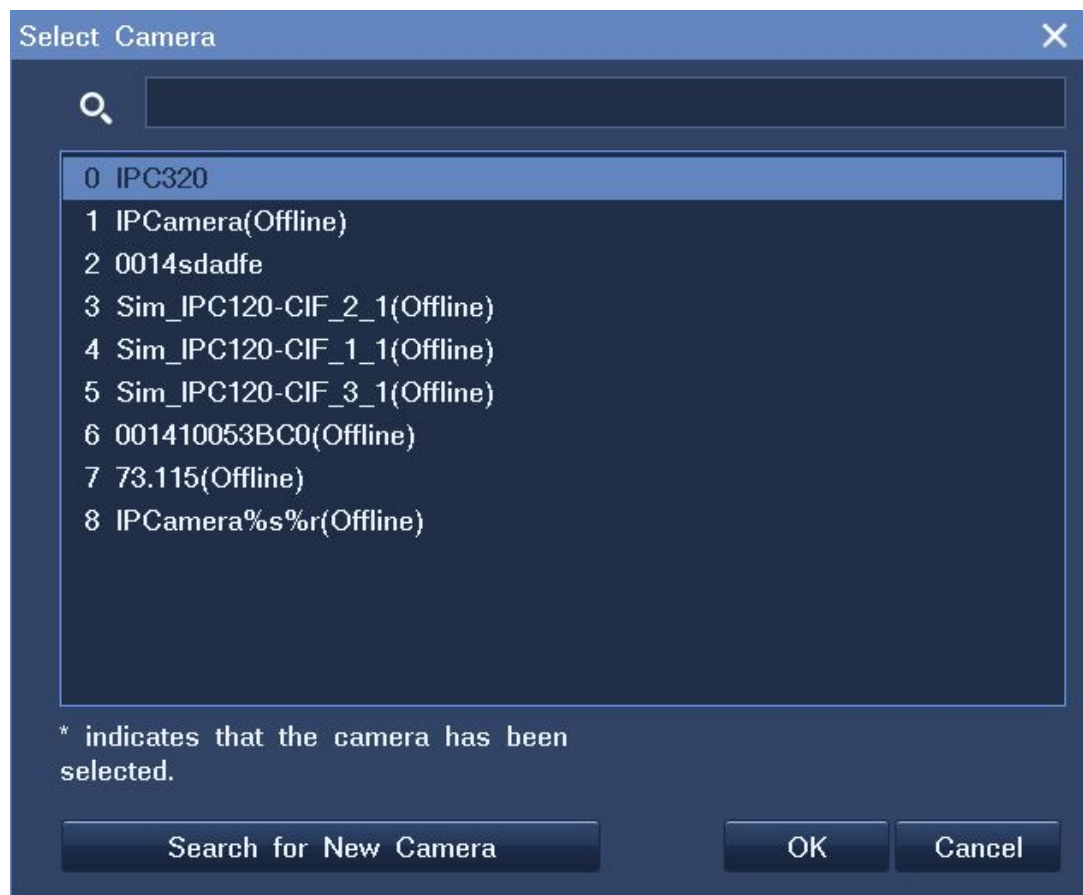 Select Camera
0 IPC320
1 IPCamera(Offline)
2 0014sdadfe
3 Sim_IPC120-CIF_2_1(Offline)
4 Sim_IPC120-CIF_1_1(Offline)
5 Sim_IPC120-CIF_3_1(Offline)
6 001410053BC0(Offline)
7 73.115(Offline)
8 IPCamera%s%r(Offline)
* indicates that the camera has been
selected.
Search for New Camera OK Cancel